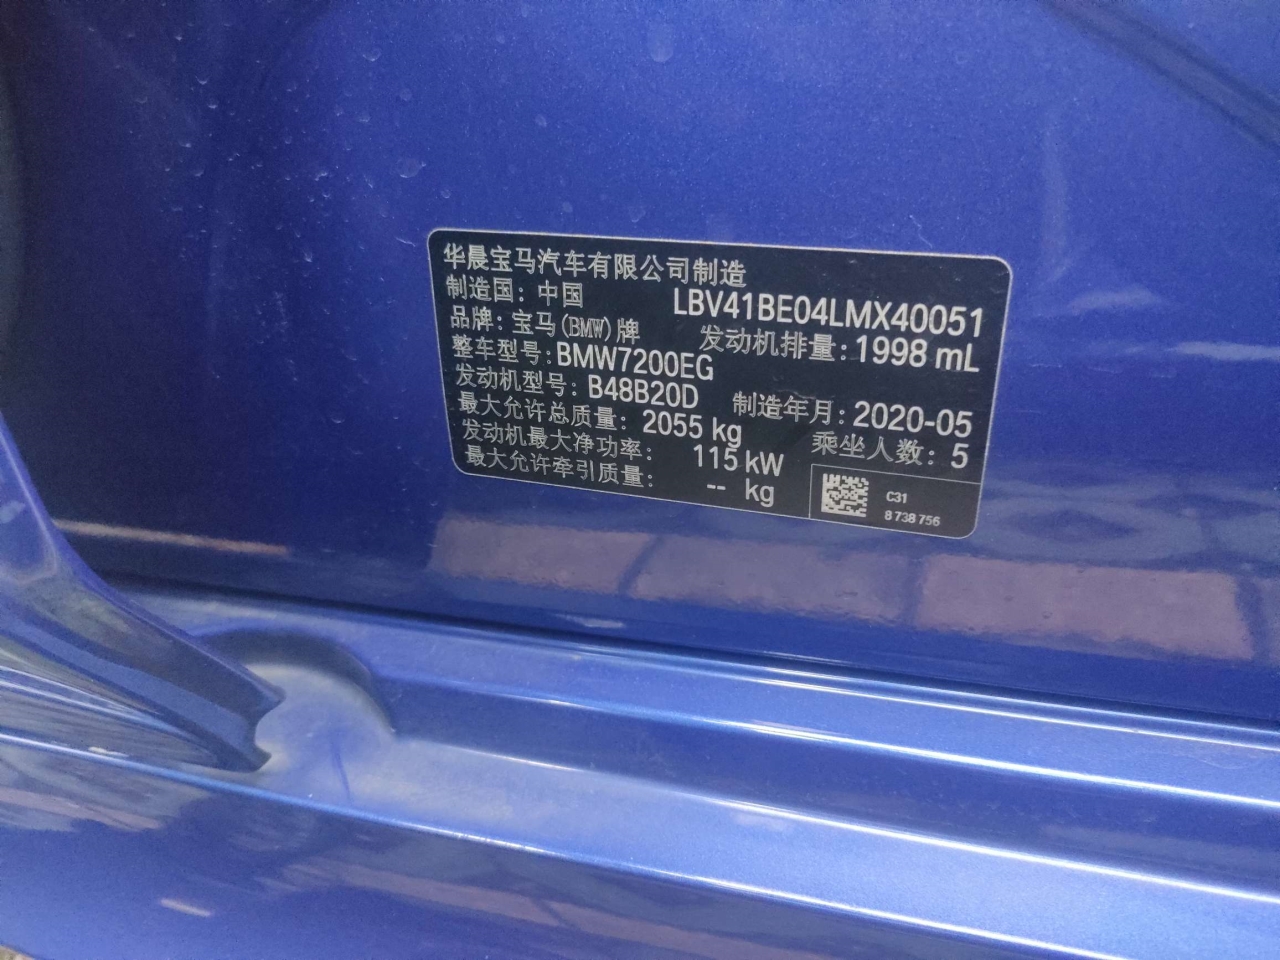 华晨宝马汽车有限公司制造
制造国：中国 LBV41BE04LMX40051
品牌：宝马(BMW)牌 发动机排量：1998 mL
整车型号：BMW7200EG
发动机型号：B48B20D 制造年月：2020-05
最大允许总质量：2055 kg 乘坐人数：5
发动机最大净功率：115 kW
最大允许牵引质量：-- kg
C31
8 738 756